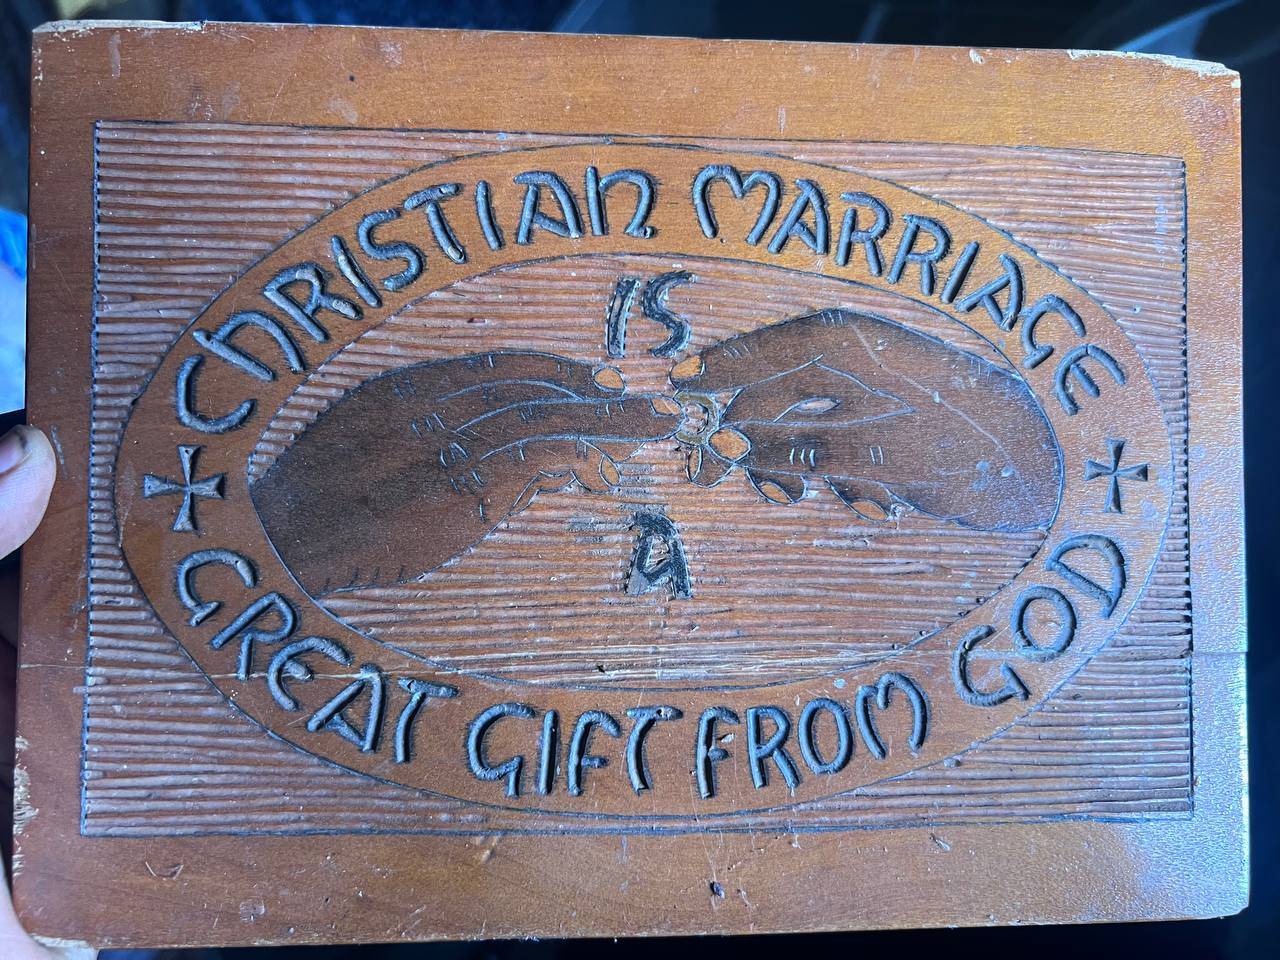 CHRISTIAN MARRIAGE
IS
A
GREAT GIFT FROM GOD